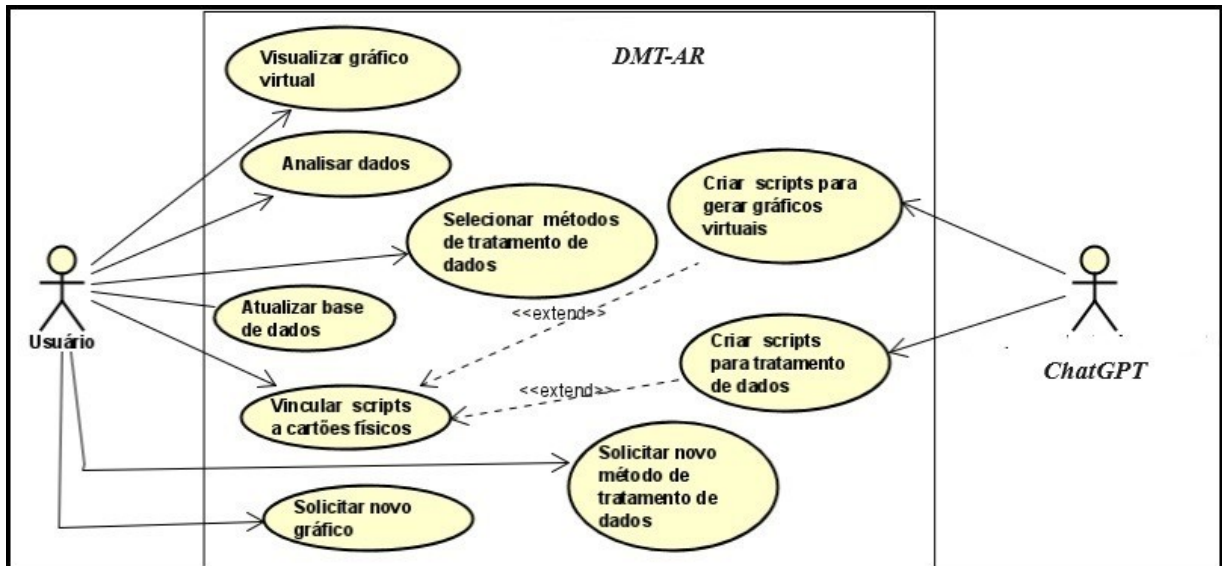 DMT-AR
Visualizar gráfico
virtual
Analisar dados
Selecionar métodos
de tratamento de
dados
Criar scripts para
gerar gráficos
virtuais
Atualizar base
de dados
Usuário
<<extend>>
Criar scripts
para tratamento
de dados
ChatGPT
<<extend>>
Vincular scripts
a cartões físicos
Solicitar novo
método de
tratamento de
dados
Solicitar novo
gráfico